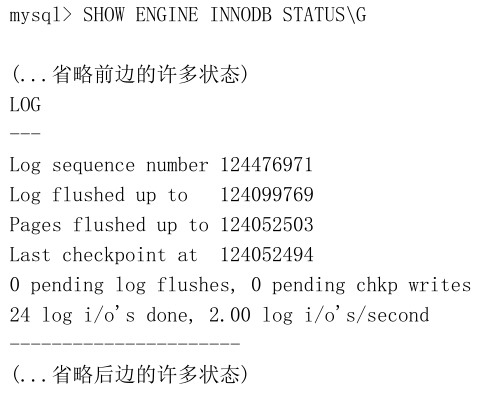 mysql> SHOW ENGINE INNODB STATUS\G
(...省略前边的许多状态)
LOG
---
Log sequence number 124476971
Log flushed up to   124099769
Pages flushed up to 124052503
Last checkpoint at  124052494
0 pending log flushes, 0 pending chkp writes
24 log i/o's done, 2.00 log i/o's/second
----------------------
(...省略后边的许多状态)